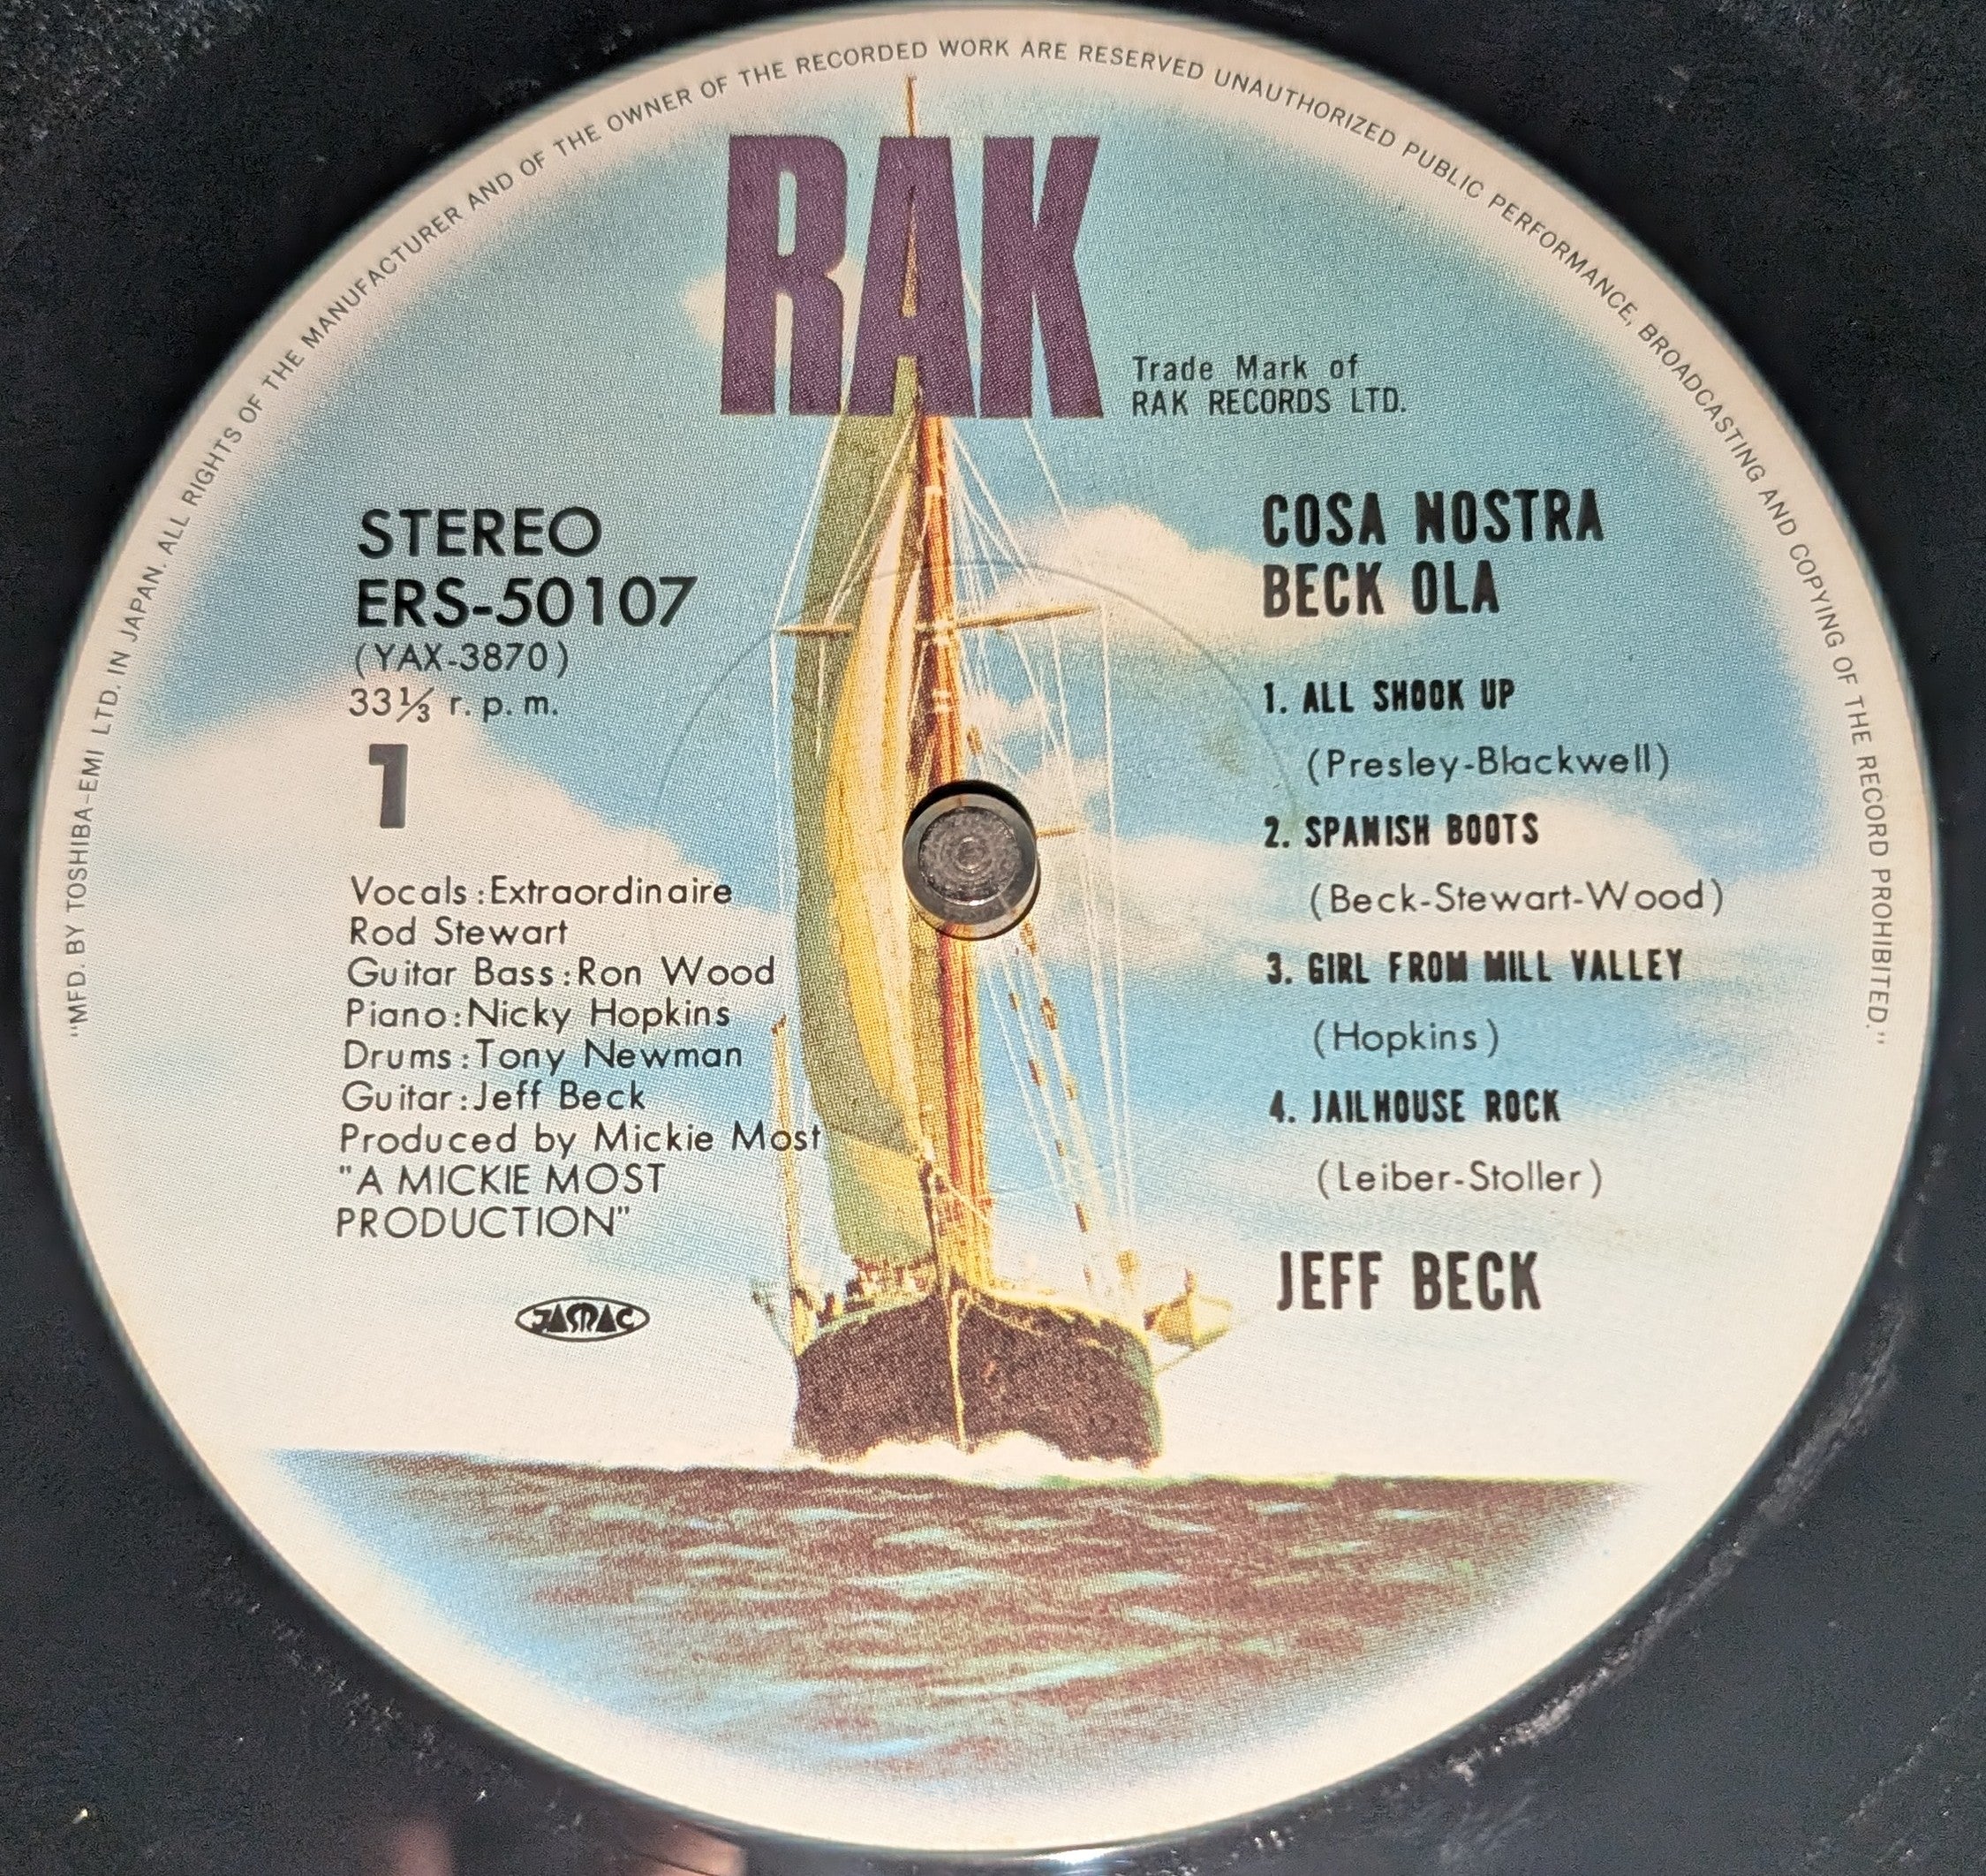 "MFD. BY TOSHIBA-EMI LTD. IN JAPAN. ALL RIGHTS OF THE MANUFACTURER AND OF THE OWNER OF THE RECORDED WORK ARE RESERVED UNAUTHORIZED PUBLIC PERFORMANCE, BROADCASTING AND COPYING OF THE RECORD PROHIBITED."
RAK
Trade Mark of
RAK RECORDS LTD.
STEREO
ERS-50107
(YAX-3870)
33⅓ r.p.m.
1
Vocals:Extraordinaire
Rod Stewart
Guitar Bass:Ron Wood
Piano:Nicky Hopkins
Drums:Tony Newman
Guitar:Jeff Beck
Produced by Mickie Most
"A MICKIE MOST
PRODUCTION"
JASRAC
COSA NOSTRA
BECK OLA
1. ALL SHOOK UP
(Presley-Blackwell)
2. SPANISH BOOTS
(Beck-Stewart-Wood)
3. GIRL FROM MILL VALLEY
(Hopkins)
4. JAILHOUSE ROCK
(Leiber-Stoller)
JEFF BECK